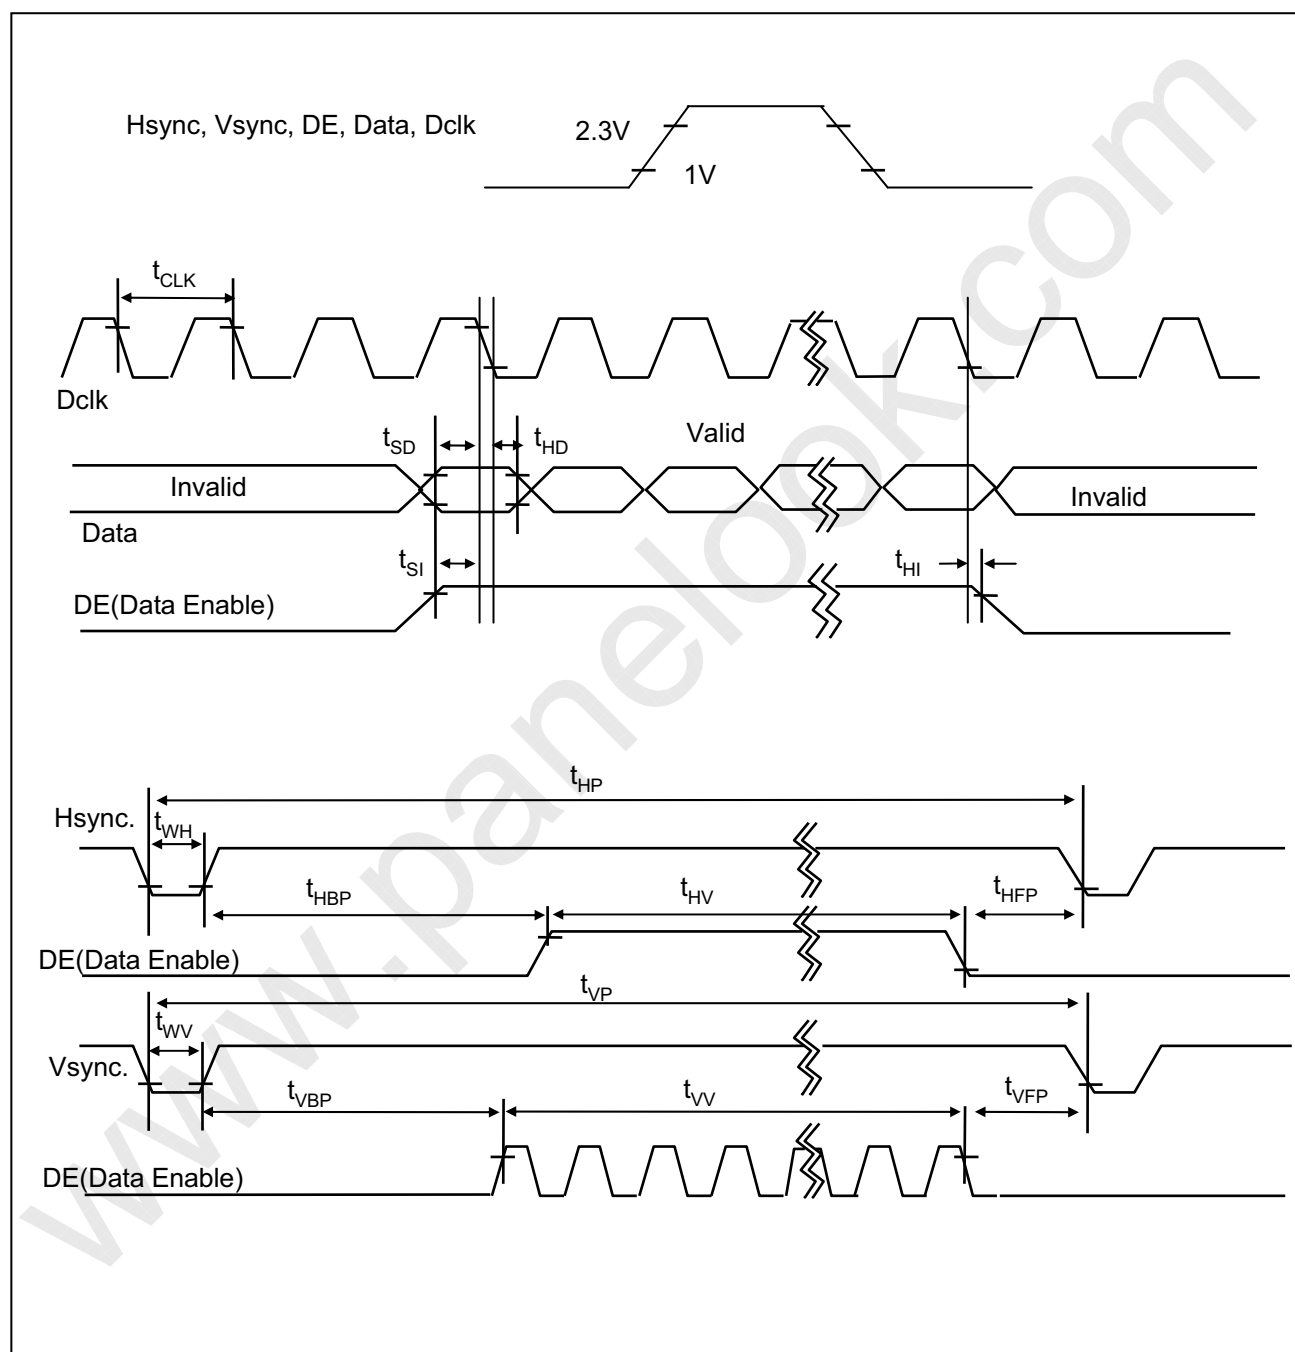 Hsync, Vsync, DE, Data, Dclk
2.3V
1V
tCLK
Dclk
tSD
tHD
Valid
Invalid
Invalid
Data
tSI
tHI
DE(Data Enable)
tHP
Hsync.
tWH
tHBP
tHV
tHFP
DE(Data Enable)
tVP
tWV
Vsync.
tVBP
tVV
tVFP
DE(Data Enable)
www.panelook.com